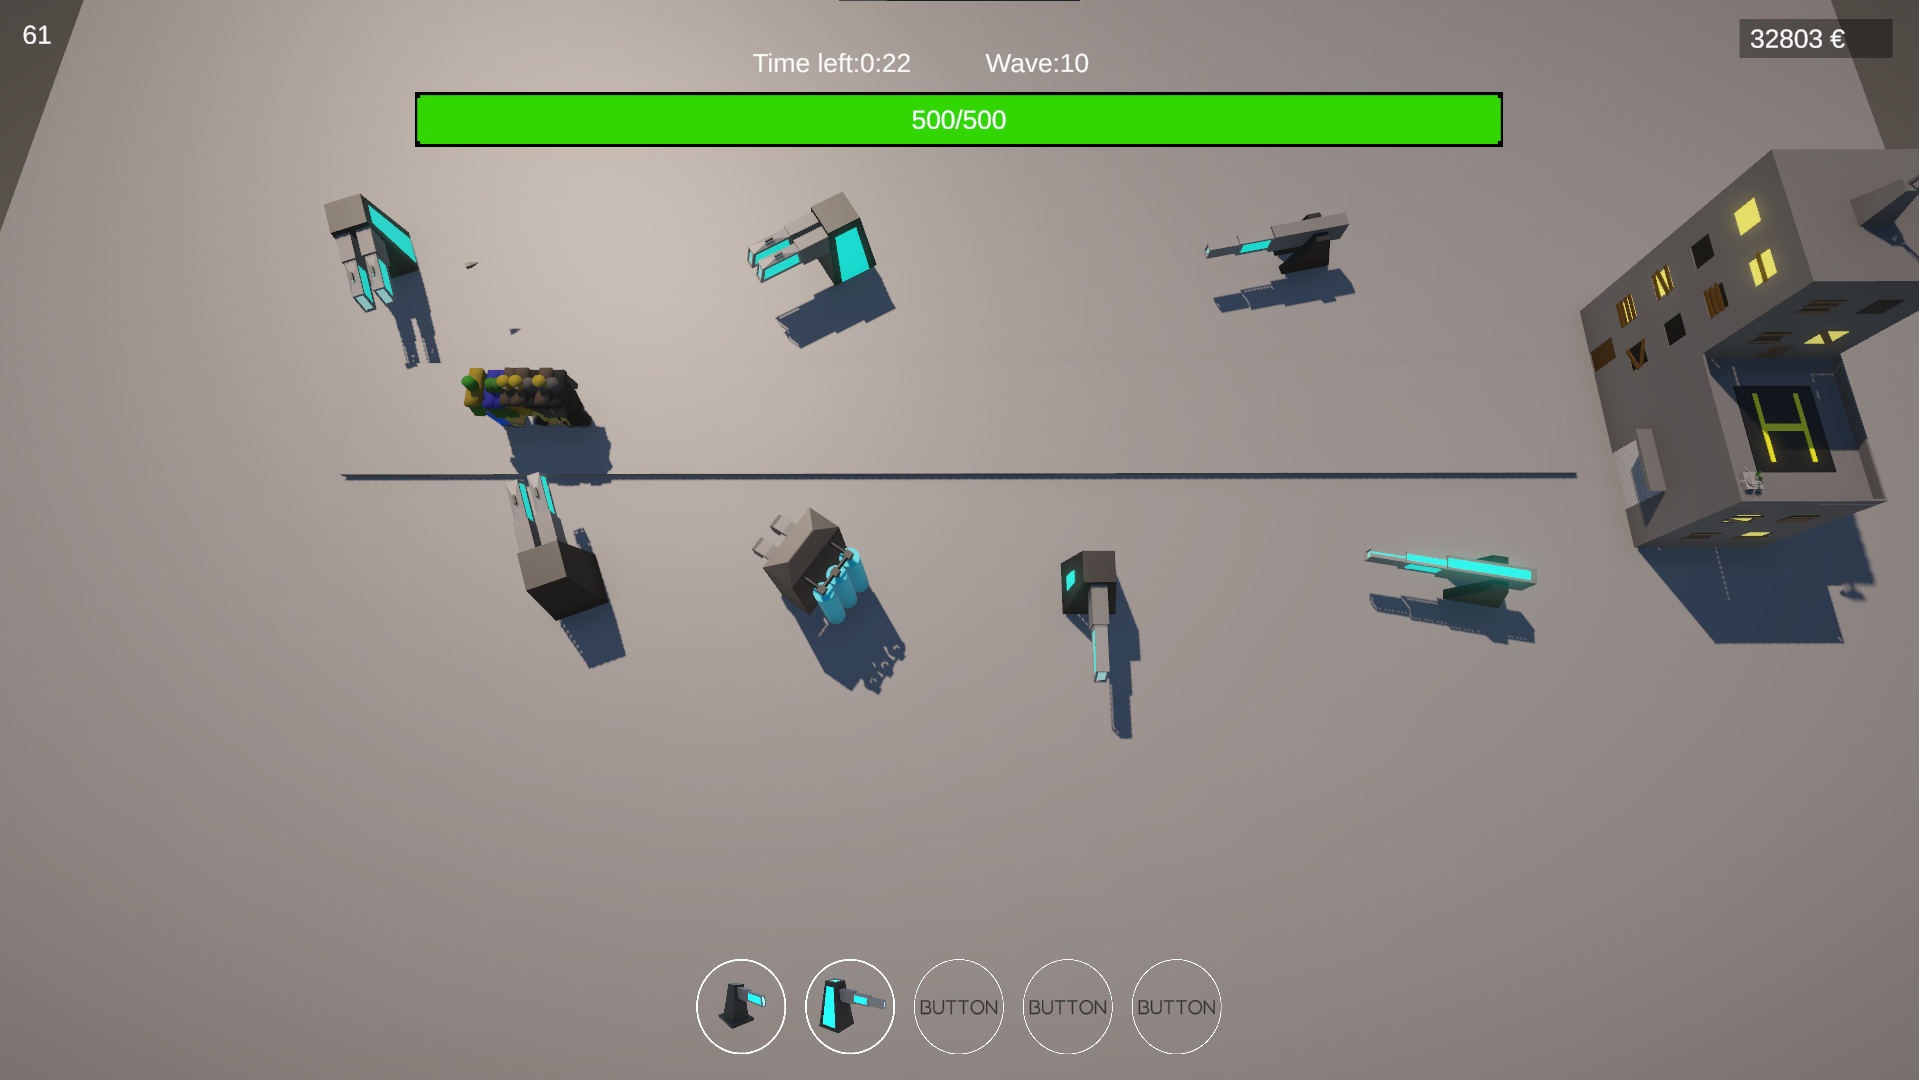 61
32803 €
Time left:0:22
Wave:10
500/500
H
BUTTON
BUTTON
BUTTON